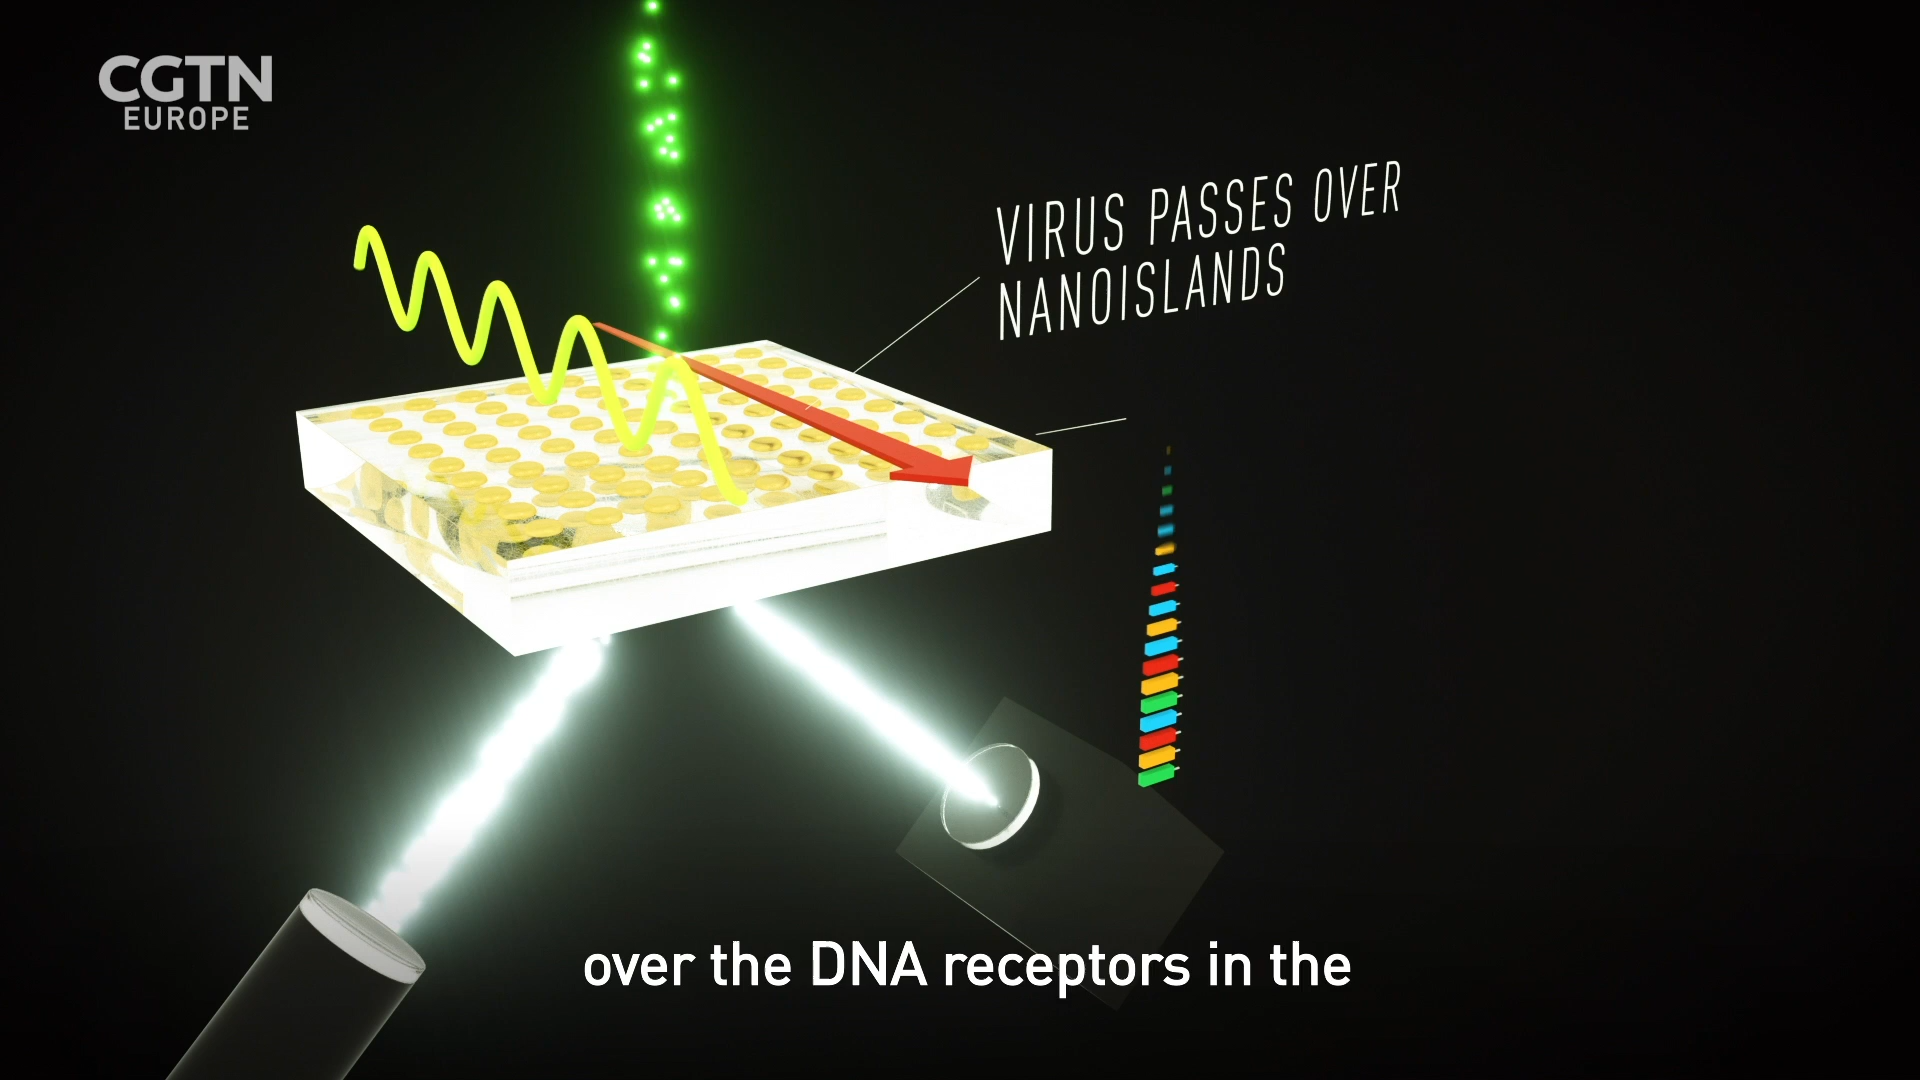 CGTN
EUROPE
VIRUS PASSES OVER
NANOISLANDS
over the DNA receptors in the